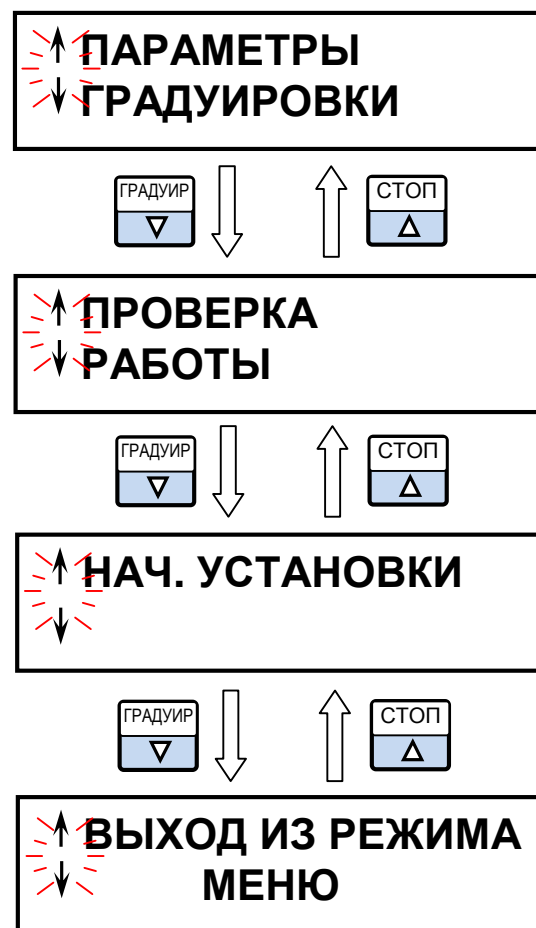 ПАРАМЕТРЫ
ГРАДУИРОВКИ
ГРАДУИР
СТОП
ПРОВЕРКА
РАБОТЫ
ГРАДУИР
СТОП
НАЧ. УСТАНОВКИ
ГРАДУИР
СТОП
ВЫХОД ИЗ РЕЖИМА
МЕНЮ